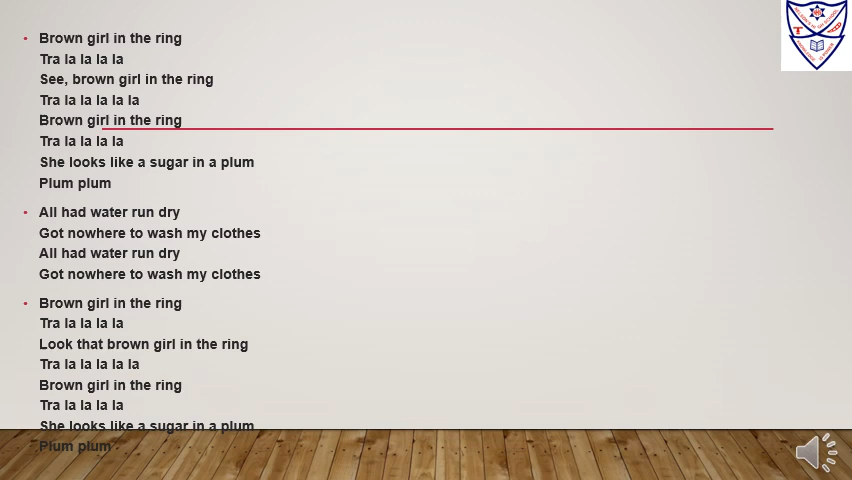 Brown girl in the ring
Tra la la la la
See, brown girl in the ring
Tra la la la la la
Brown girl in the ring
Tra la la la la
She looks like a sugar in a plum
Plum plum
All had water run dry
Got nowhere to wash my clothes
All had water run dry
Got nowhere to wash my clothes
Brown girl in the ring
Tra la la la la
Look that brown girl in the ring
Tra la la la la la
Brown girl in the ring
Tra la la la la
She looks like a sugar in a plum
Plum plum